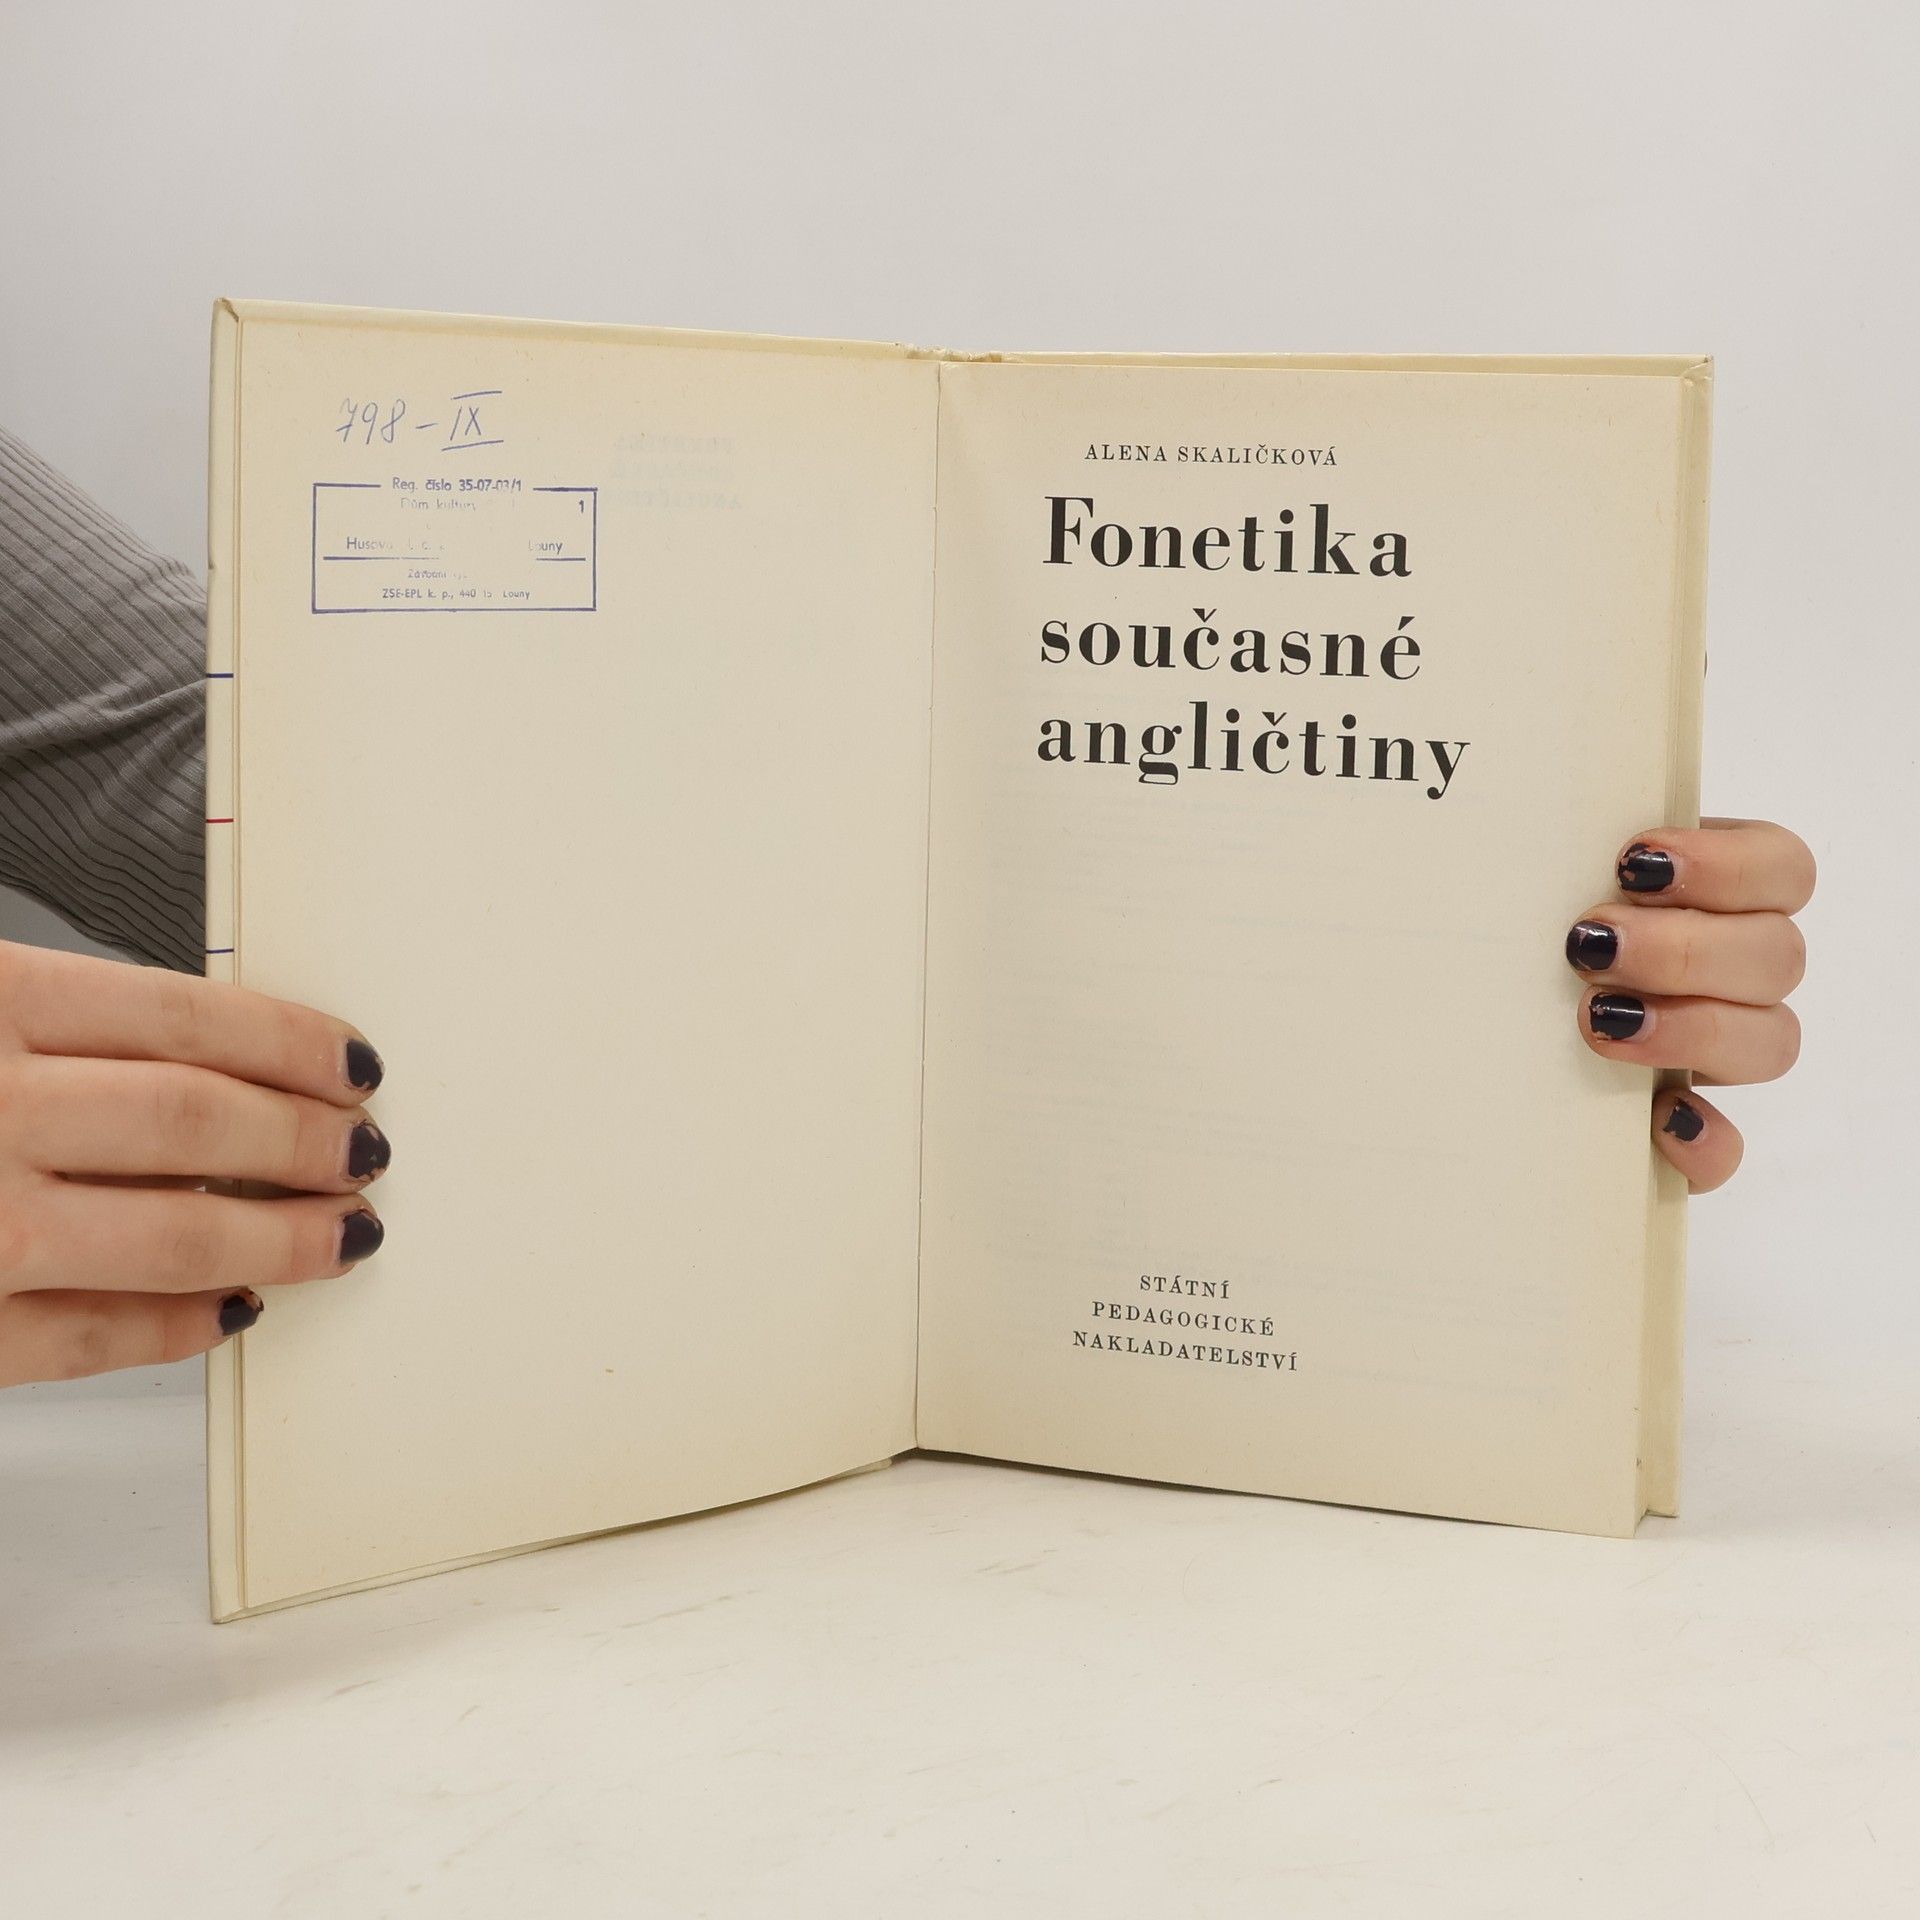 798 - IX
Reg. číslo 35-07-03/1
Dům kultury
1
Husova Louny
ZSE-EPL k. p., 440 15 Louny
ALENA SKALIČKOVÁ
Fonetika
současné
angličtiny
STÁTNÍ
PEDAGOGICKÉ
NAKLADATELSTVÍ